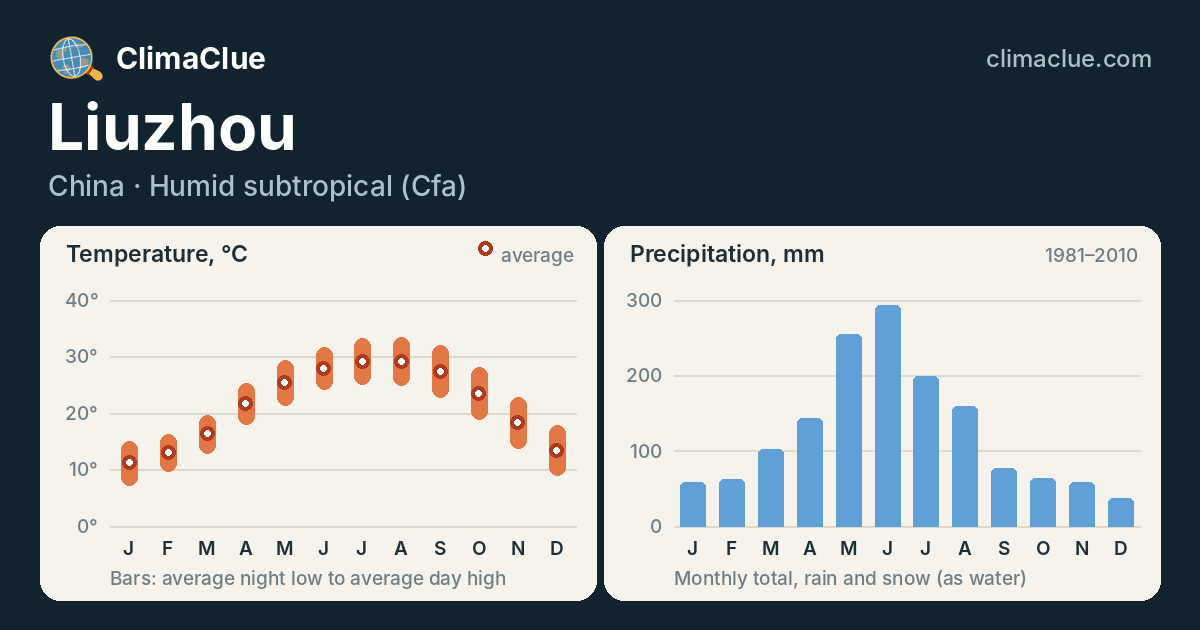 ClimaClue
climaclue.com
Liuzhou
China · Humid subtropical (Cfa)
Temperature, °C
average
40°
30°
20°
10°
0°
J F M A M J J A S O N D
Bars: average night low to average day high
Precipitation, mm
1981–2010
300
200
100
0
J F M A M J J A S O N D
Monthly total, rain and snow (as water)